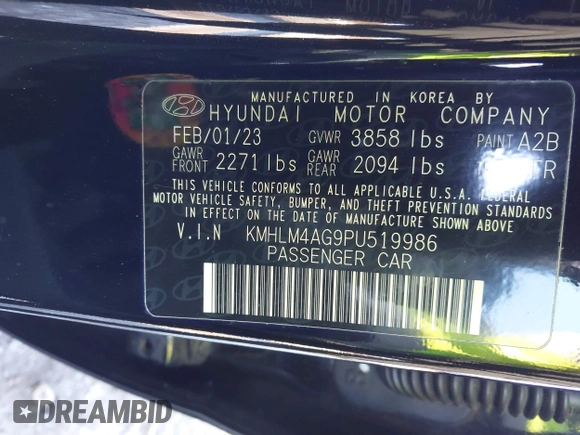 MANUFACTURED IN KOREA BY
HYUNDAI MOTOR COMPANY
FEB/01/23 GVWR 3858 lbs PAINT A2B
GAWR FRONT 2271 lbs GAWR REAR 2094 lbs TR
THIS VEHICLE CONFORMS TO ALL APPLICABLE U.S.A. FEDERAL
MOTOR VEHICLE SAFETY, BUMPER, AND THEFT PREVENTION STANDARDS
IN EFFECT ON THE DATE OF MANUFACTURE SHOWN ABOVE
V.I.N KMHLM4AG9PU519986
PASSENGER CAR
DREAMBID